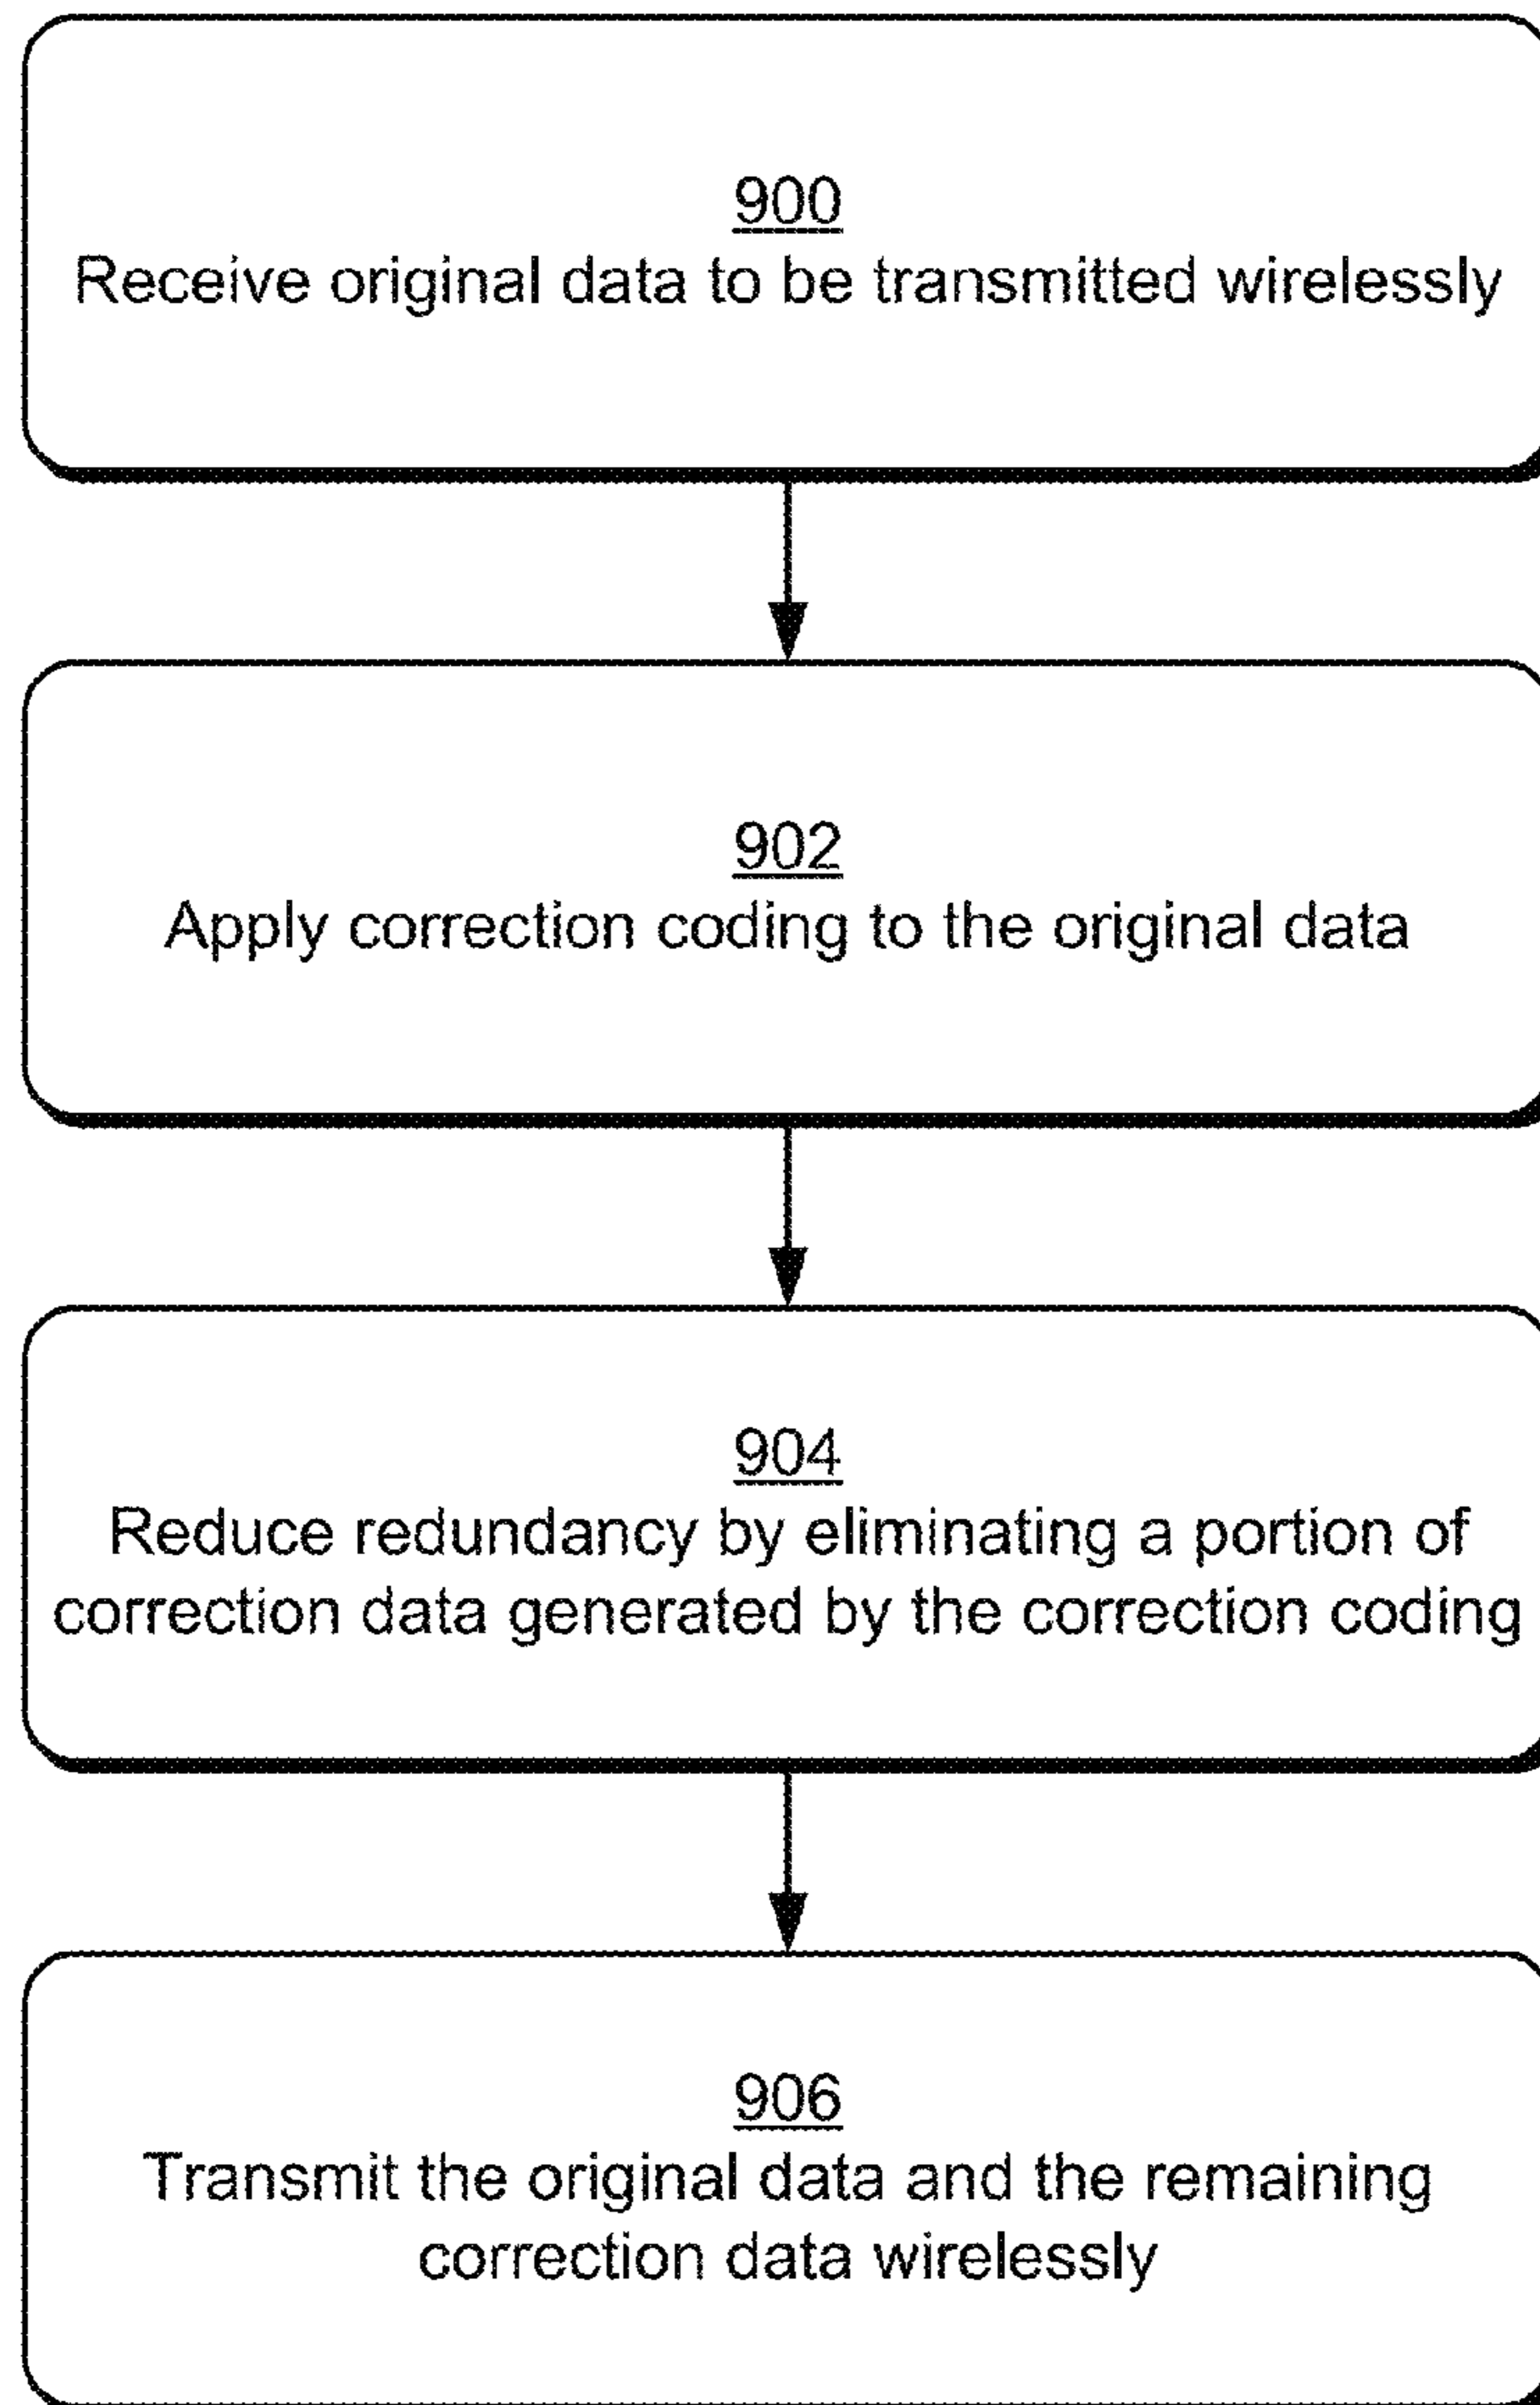 900
Receive original data to be transmitted wirelessly
902
Apply correction coding to the original data
904
Reduce redundancy by eliminating a portion of
correction data generated by the correction coding
906
Transmit the original data and the remaining
correction data wirelessly